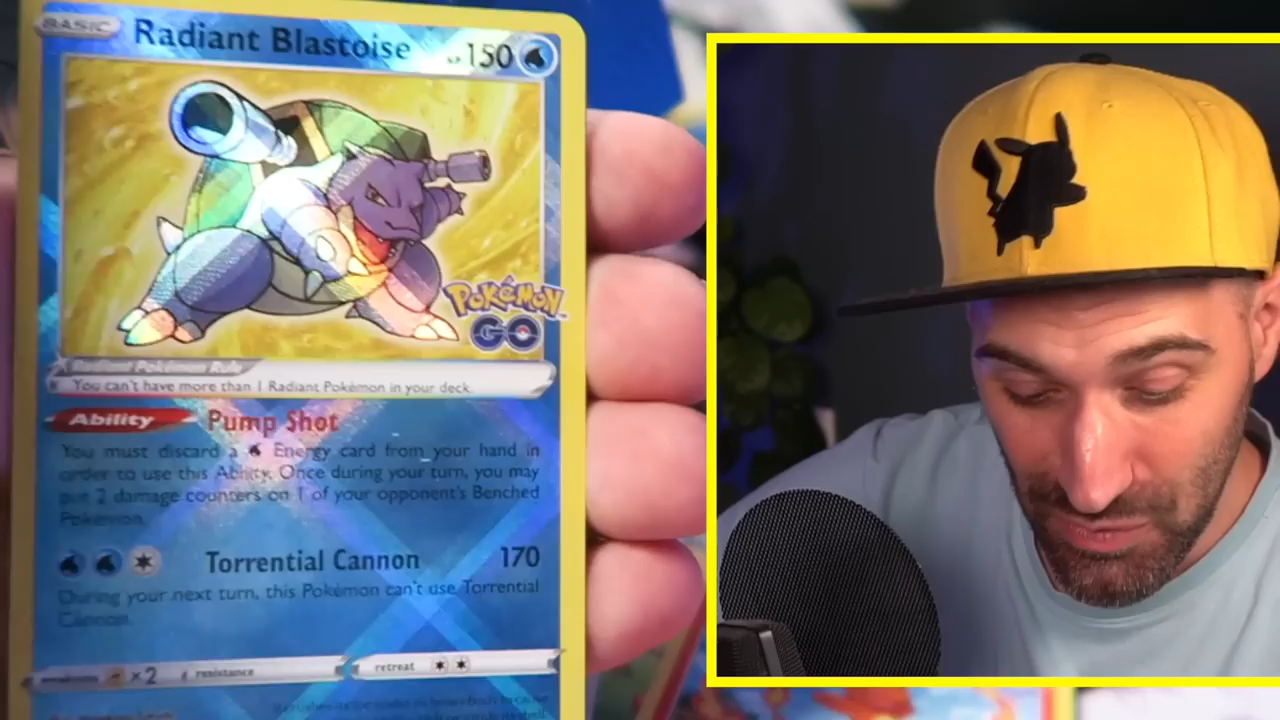 BASIC Radiant Blastoise HP 150
POKÉMON
GO
Radiant Pokémon Rule
You can't have more than 1 Radiant Pokémon in your deck.
Ability Pump Shot
You must discard a Energy card from your hand in
order to use this Ability. Once during your turn, you may
put 2 damage counters on 1 of your opponent's Benched
Pokémon.
Torrential Cannon 170
During your next turn, this Pokémon can't use Torrential
Cannon.
weakness ×2 resistance retreat